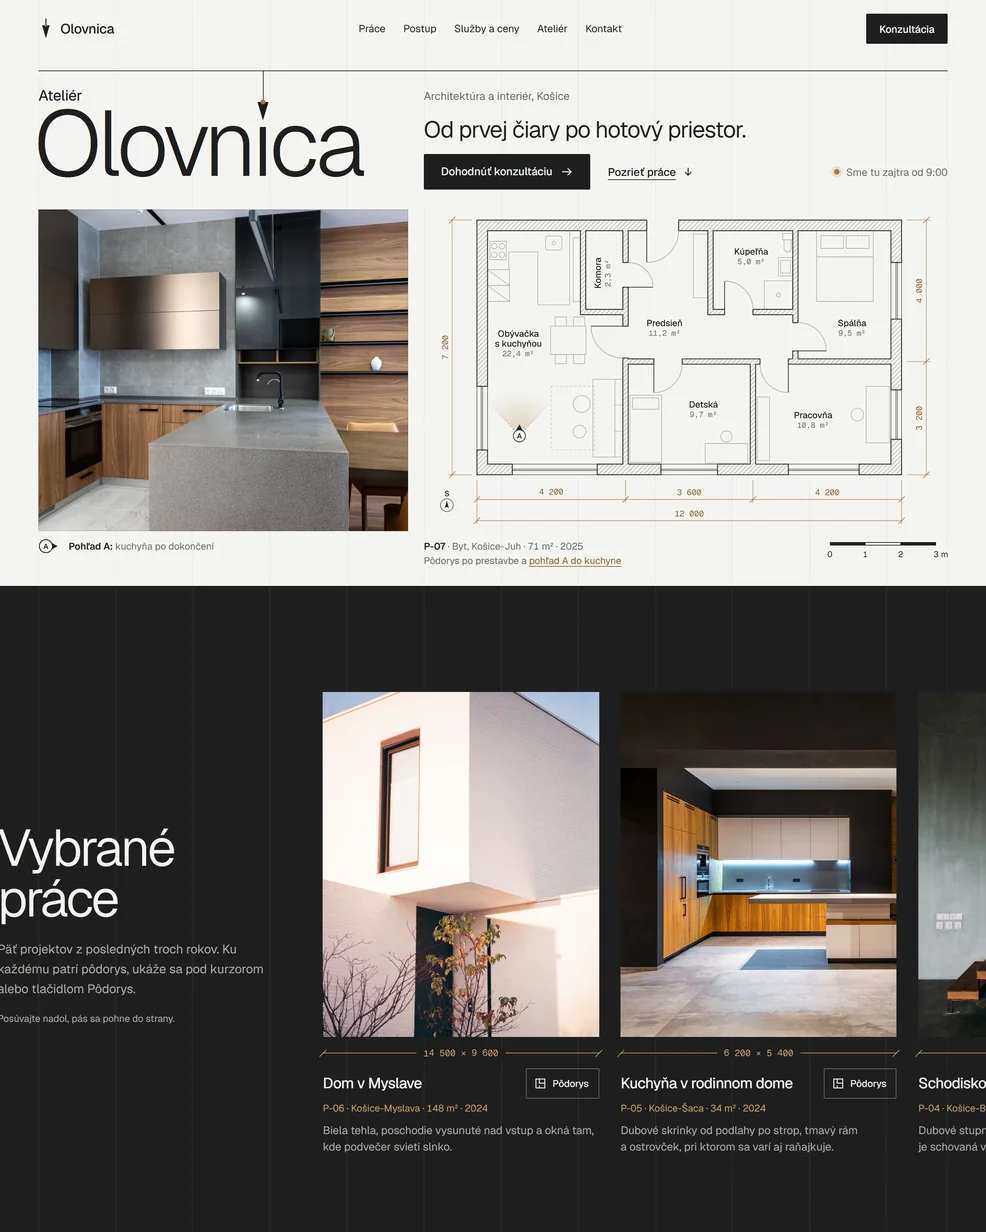 Olovnica
Práce
Postup
Služby a ceny
Ateliér
Kontakt
Konzultácia
Ateliér
Olovnica
Architektúra a interiér, Košice
Od prvej čiary po hotový priestor.
Dohodnúť konzultáciu →
Pozrieť práce ↓
Sme tu zajtra od 9:00
Komora
2,3 m²
Kúpeľňa
5,0 m²
Obývačka
s kuchyňou
22,4 m²
Predsieň
11,2 m²
Spálňa
9,5 m²
Detská
9,7 m²
Pracovňa
10,8 m²
A
7 200
4 000
3 200
S
4 200
3 600
4 200
12 000
A
Pohľad A: kuchyňa po dokončení
P-07 · Byt, Košice-Juh · 71 m² · 2025
Pôdorys po prestavbe a pohľad A do kuchyne
0 1 2 3 m
Vybrané
práce
Päť projektov z posledných troch rokov. Ku
každému patrí pôdorys, ukáže sa pod kurzorom
alebo tlačidlom Pôdorys.
Posúvajte nadol, pás sa pohne do strany.
14 500 × 9 600
Dom v Myslave
Pôdorys
P-06 · Košice-Myslava · 148 m² · 2024
Biela tehla, poschodie vysunuté nad vstup a okná tam,
kde podvečer svieti slnko.
6 200 × 5 400
Kuchyňa v rodinnom dome
Pôdorys
P-05 · Košice-Šaca · 34 m² · 2024
Dubové skrinky od podlahy po strop, tmavý rám
a ostrovček, pri ktorom sa varí aj raňajkuje.
Schodisko
P-04 · Košice-B
Dubové stupn
je schovaná v